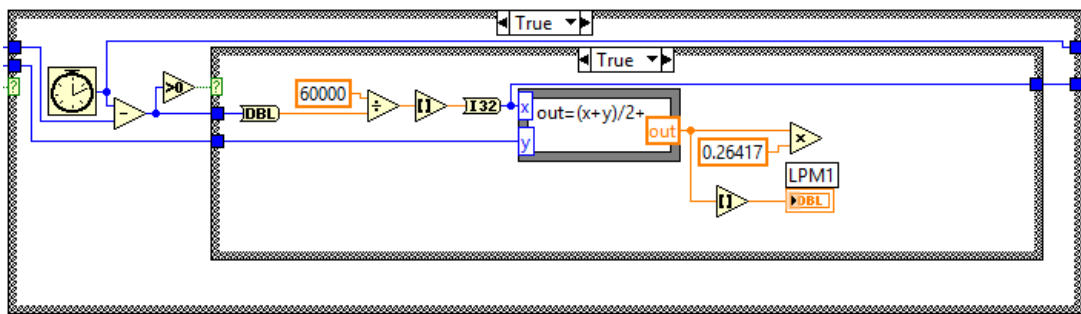 True
True
>0
?
?
DBL
60000
÷
[]
I32
x
y
out=(x+y)/2+
out
0.26417
×
-
LPM1
[]
DBL